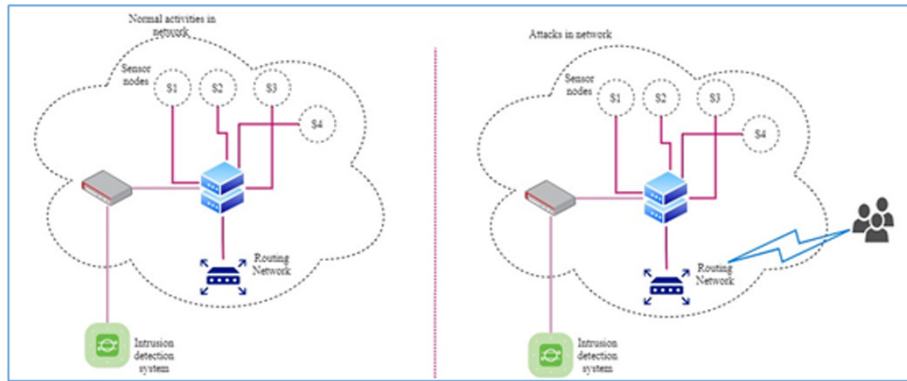 Normal activities in
network
Sensor
nodes
S1
S2
S3
S4
Routing
Network
Intrusion
detection
system
Attacks in network
Sensor
nodes
S1
S2
S3
S4
Routing
Network
Intrusion
detection
system